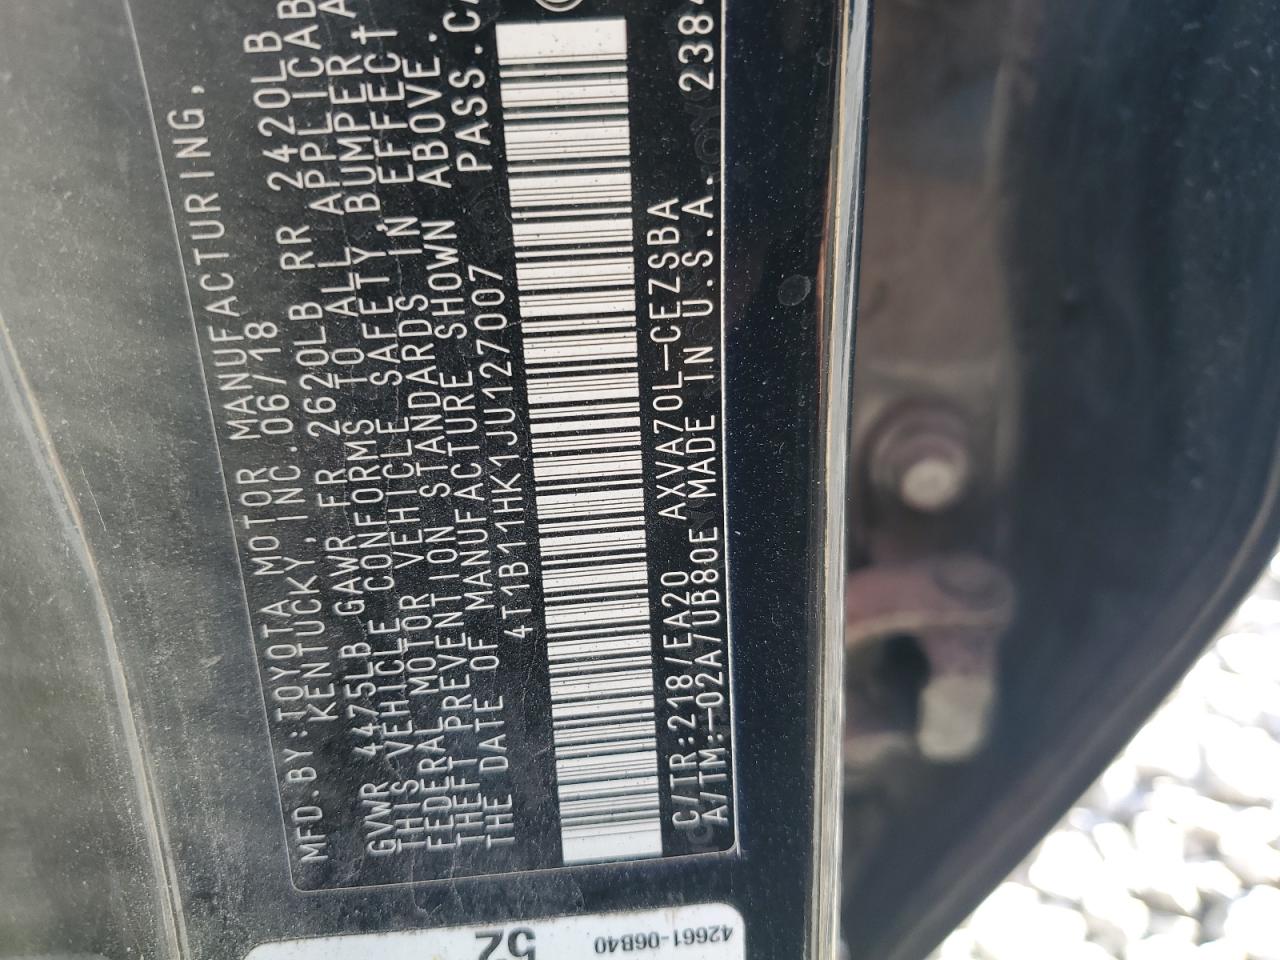 MFD.BY:TOYOTA MOTOR MANUFACTURING,
KENTUCKY,INC. 06/18
GVWR 4475LB GAWR FR 2620LB RR 2420LB
THIS VEHICLE CONFORMS TO ALL APPLICAB
FEDERAL MOTOR VEHICLE SAFETY,BUMPER A
THEFT PREVENTION STANDARDS IN EFFECT
THE DATE OF MANUFACTURE SHOWN ABOVE.
4T1B11HK1JU127007 PASS.CA
C/TR:218/EA20 AXVA70L-CEZSBA
A/TM:-02A/UB80E MADE IN U.S.A. 238
52
42661-06B40